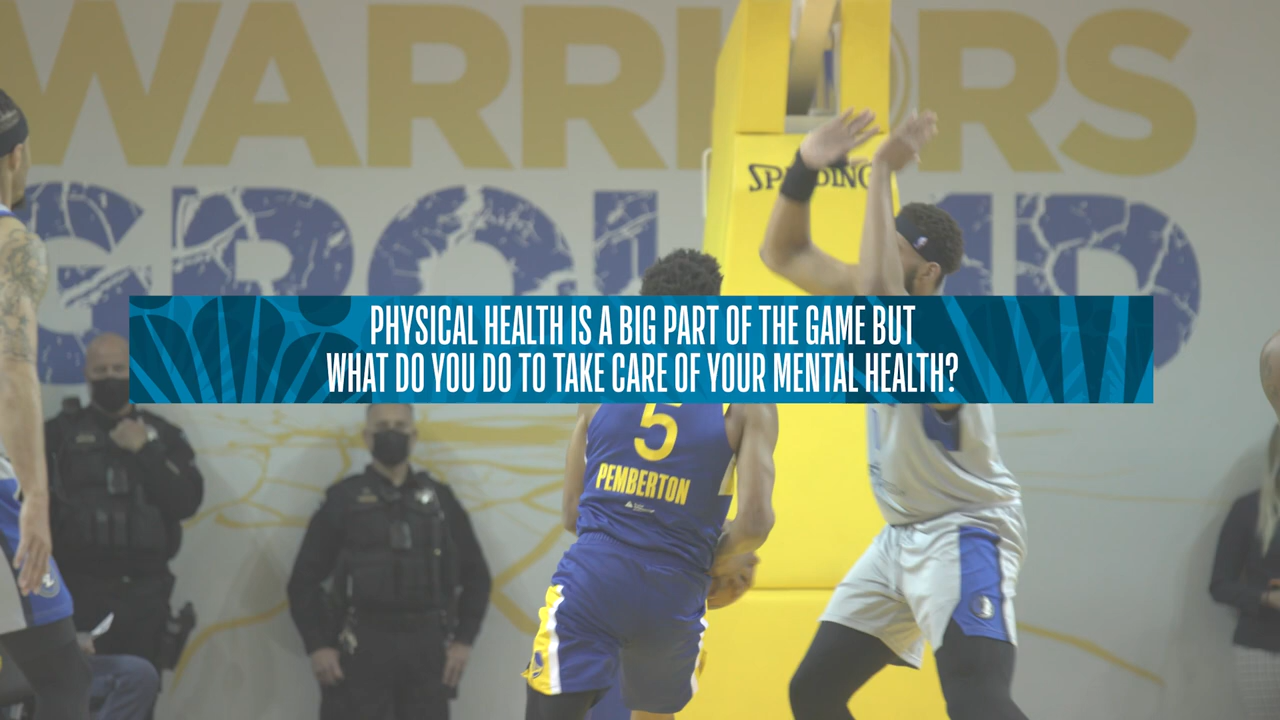 WARRIORS
GROUND
SPALDING
PHYSICAL HEALTH IS A BIG PART OF THE GAME BUT
WHAT DO YOU DO TO TAKE CARE OF YOUR MENTAL HEALTH?
5
PEMBERTON